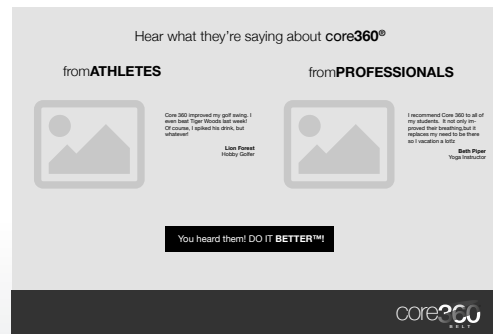 Hear what they're saying about core360®
fromATHLETES
Core 360 improved my golf swing. I
even beat Tiger Woods last week!
Of course, I spiked his drink, but
whatever!
Lion Forest
Hobby Golfer
fromPROFESSIONALS
I recommend Core 360 to all of
my students. It not only im-
proved their breathing,but it
replaces my need to be there
so I vacation a lot!z
Beth Piper
Yoga Instructor
You heard them! DO IT BETTER™!
core360
BELT